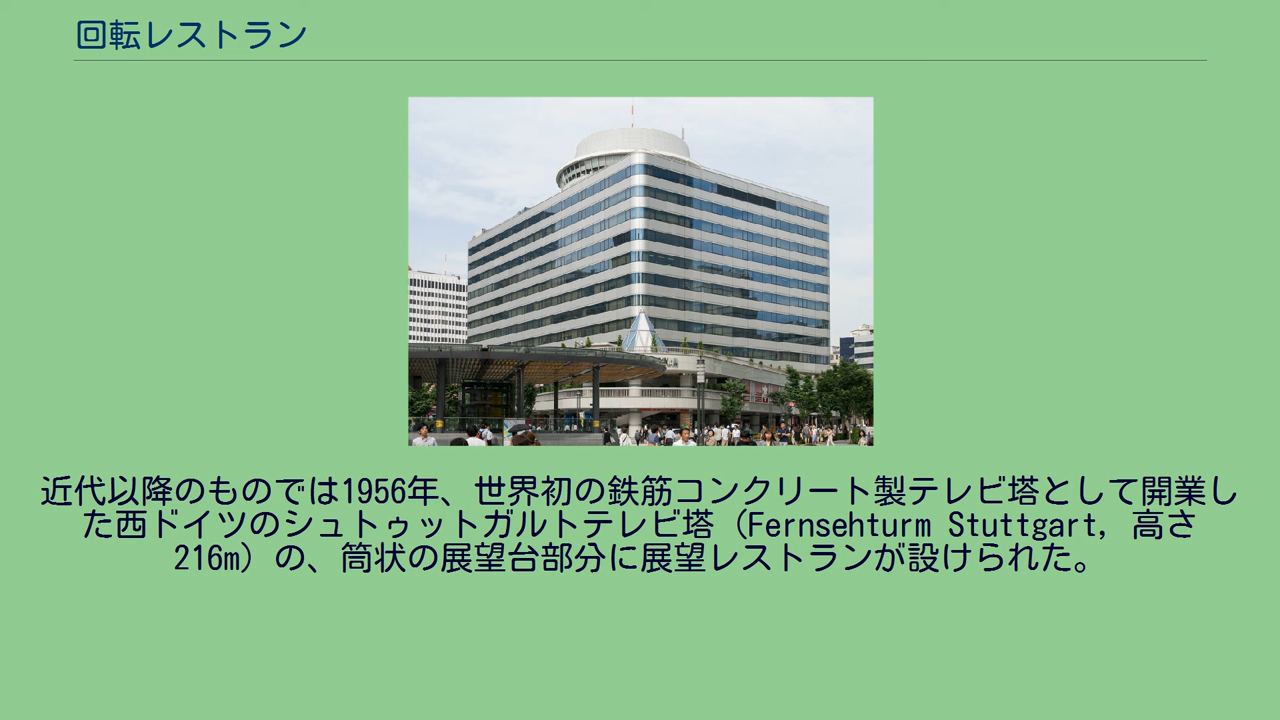 回転レストラン
近代以降のものでは1956年、世界初の鉄筋コンクリート製テレビ塔として開業し
た西ドイツのシュトゥットガルトテレビ塔（Fernsehturm Stuttgart, 高さ
216m）の、筒状の展望台部分に展望レストランが設けられた。